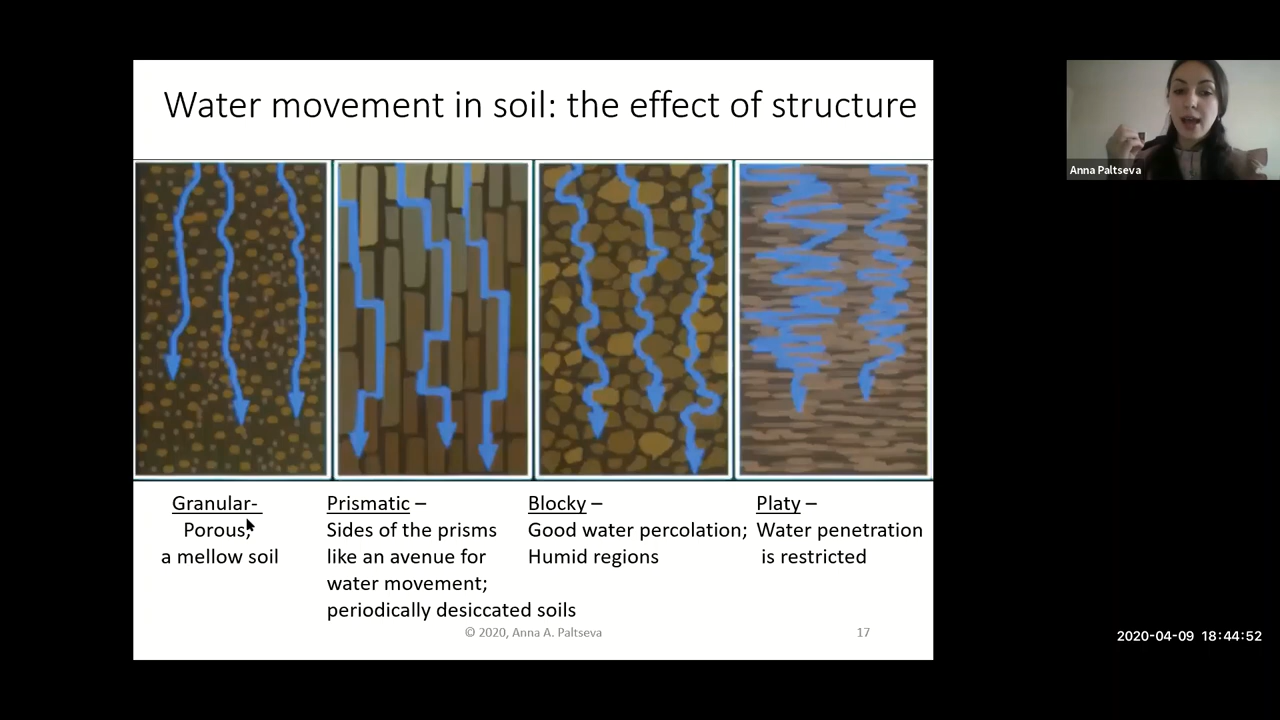 Water movement in soil: the effect of structure
Anna Paltseva
Granular-
Porous;
a mellow soil
Prismatic –
Sides of the prisms
like an avenue for
water movement;
periodically desiccated soils
Blocky –
Good water percolation;
Humid regions
Platy –
Water penetration
is restricted
© 2020, Anna A. Paltseva
17
2020-04-09 18:44:52